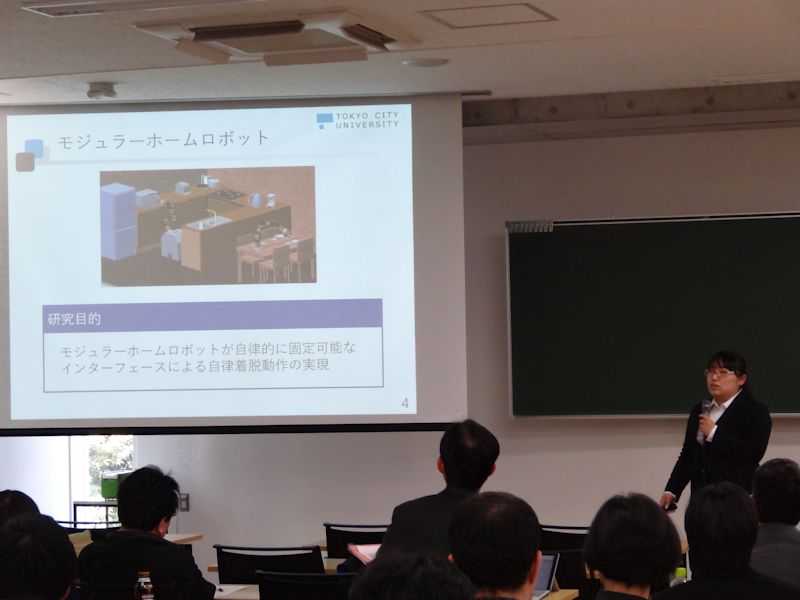 TOKYO CITY
UNIVERSITY
モジュラーホームロボット
研究目的
モジュラーホームロボットが自律的に固定可能な
インターフェースによる自律着脱動作の実現
4